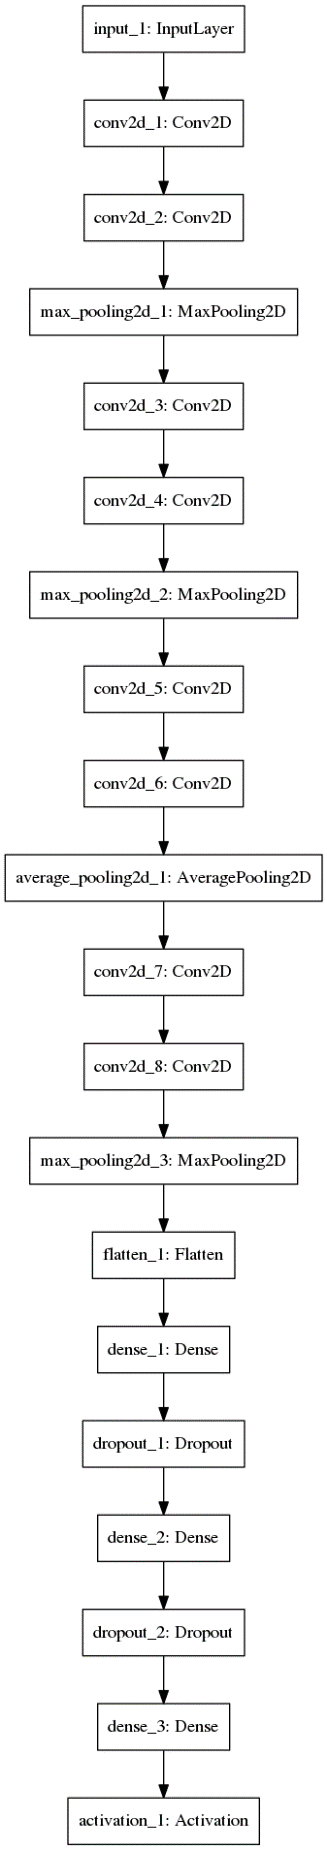 input_1: InputLayer
conv2d_1: Conv2D
conv2d_2: Conv2D
max_pooling2d_1: MaxPooling2D
conv2d_3: Conv2D
conv2d_4: Conv2D
max_pooling2d_2: MaxPooling2D
conv2d_5: Conv2D
conv2d_6: Conv2D
average_pooling2d_1: AveragePooling2D
conv2d_7: Conv2D
conv2d_8: Conv2D
max_pooling2d_3: MaxPooling2D
flatten_1: Flatten
dense_1: Dense
dropout_1: Dropout
dense_2: Dense
dropout_2: Dropout
dense_3: Dense
activation_1: Activation